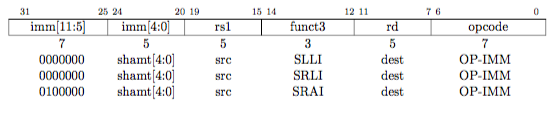 31 25 24 20 19 15 14 12 11 7 6 0
imm[11:5] imm[4:0] rs1 funct3 rd opcode
7 5 5 3 5 7
0000000 shamt[4:0] src SLLI dest OP-IMM
0000000 shamt[4:0] src SRLI dest OP-IMM
0100000 shamt[4:0] src SRAI dest OP-IMM